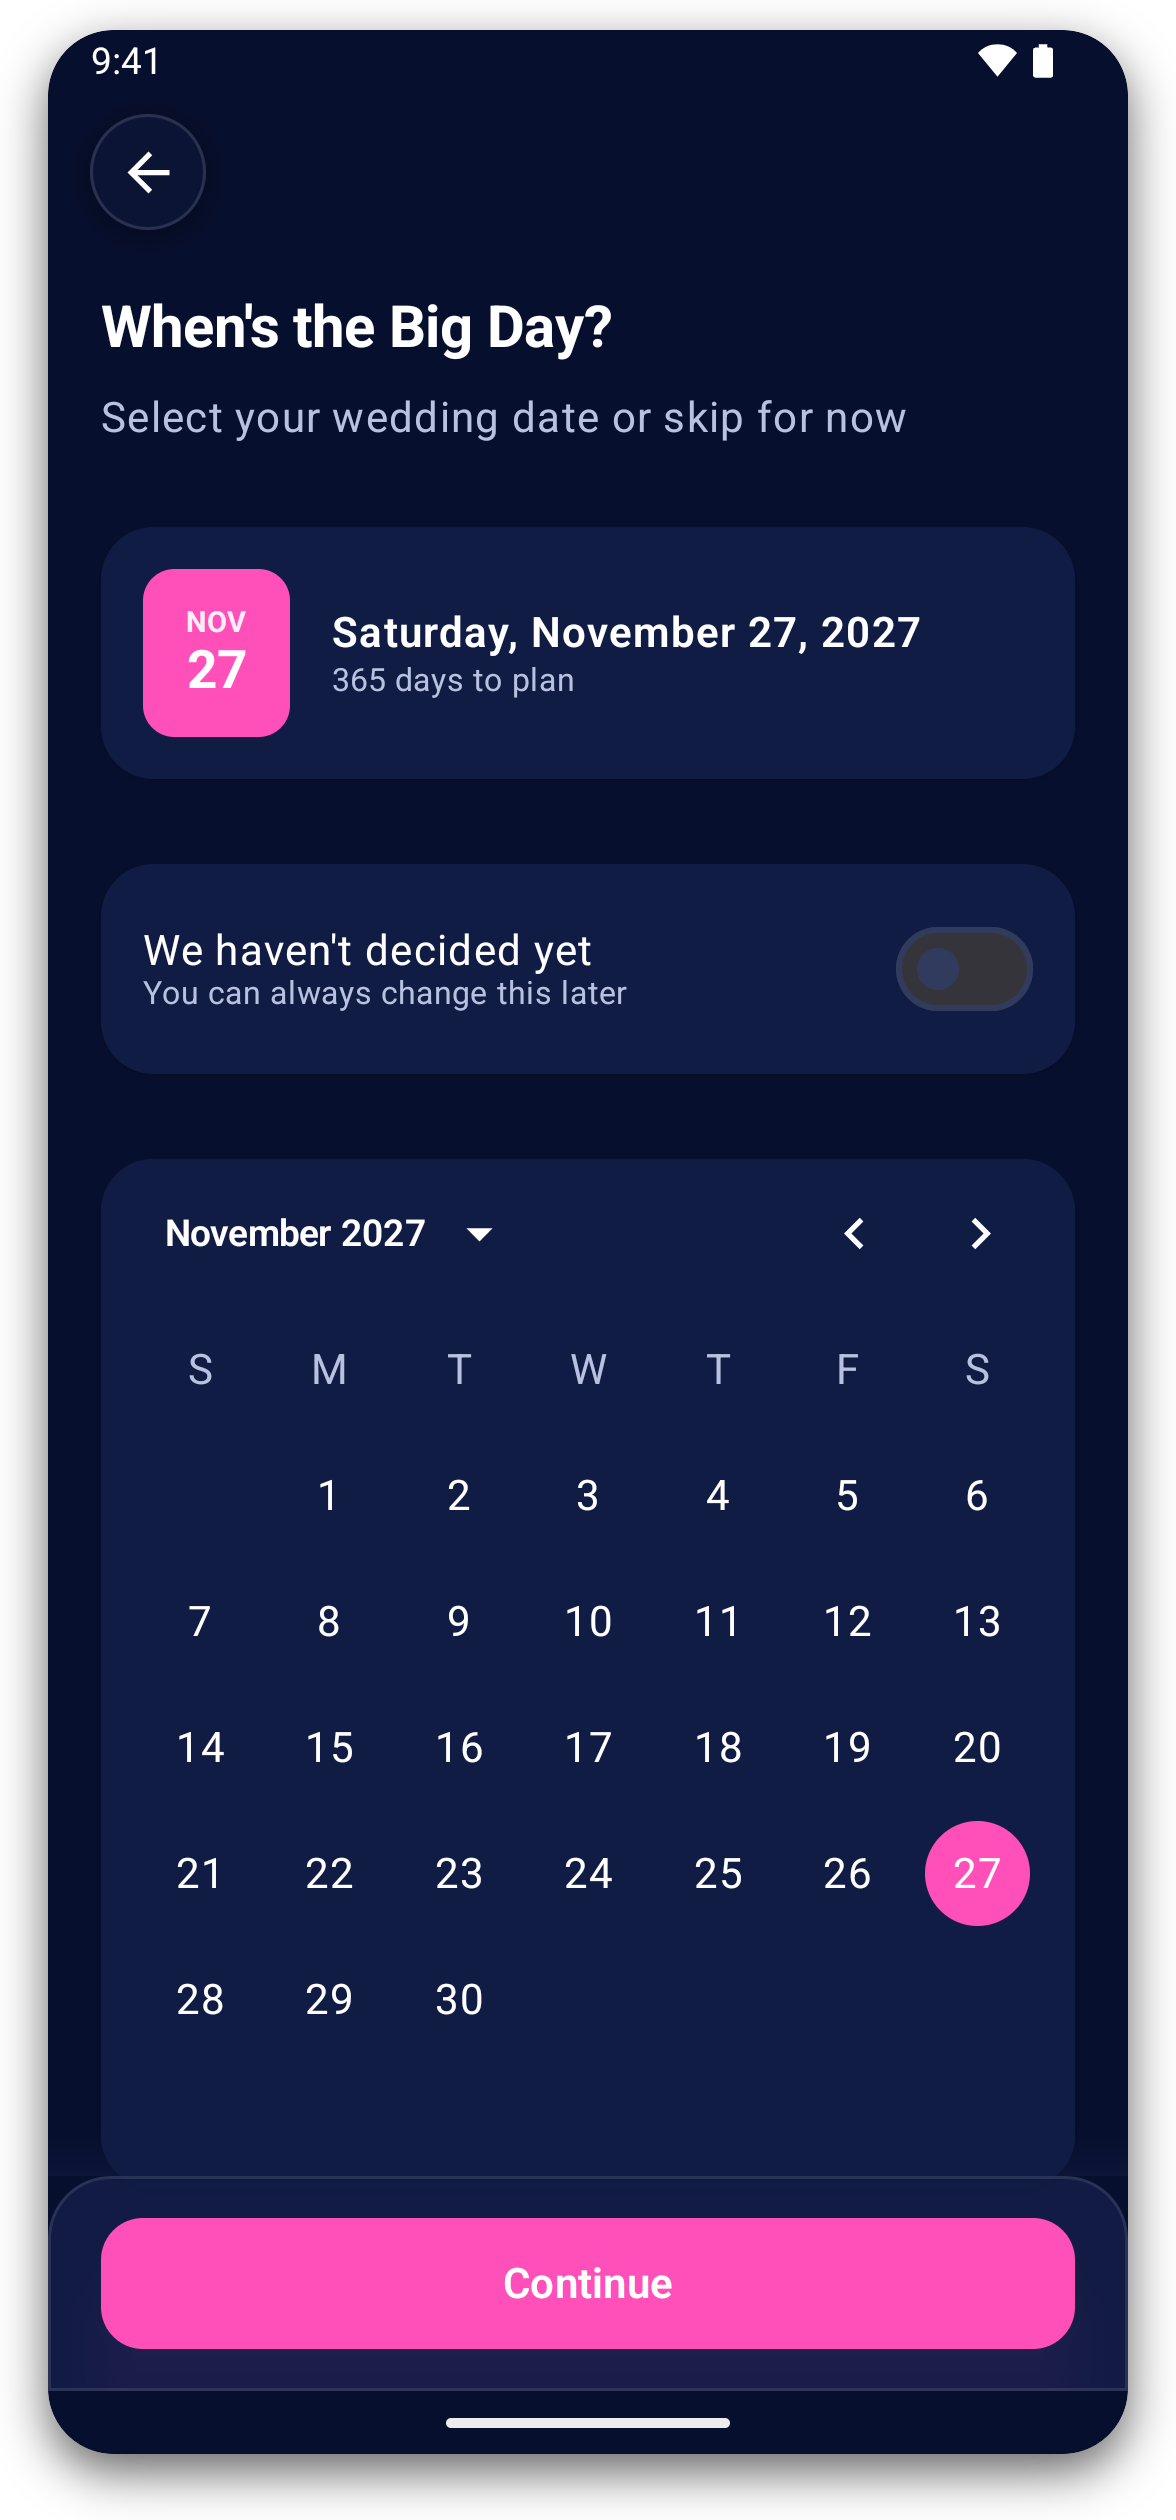 9:41
When's the Big Day?
Select your wedding date or skip for now
NOV
27
Saturday, November 27, 2027
365 days to plan
We haven't decided yet
You can always change this later
November 2027
S M T W T F S
1 2 3 4 5 6
7 8 9 10 11 12 13
14 15 16 17 18 19 20
21 22 23 24 25 26 27
28 29 30
Continue